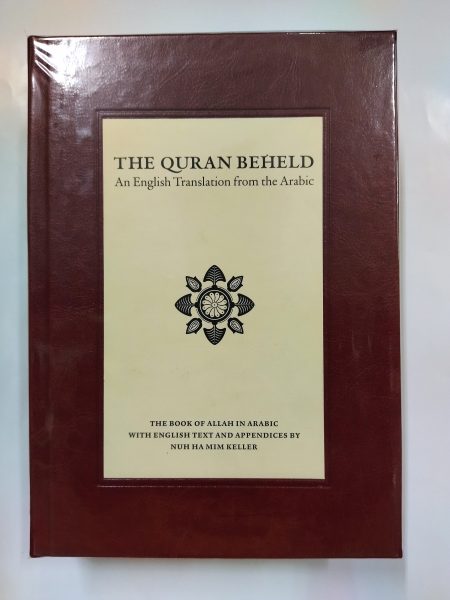 THE QURAN BEHELD
An English Translation from the Arabic
THE BOOK OF ALLAH IN ARABIC
WITH ENGLISH TEXT AND APPENDICES BY
NUH HA MIM KELLER